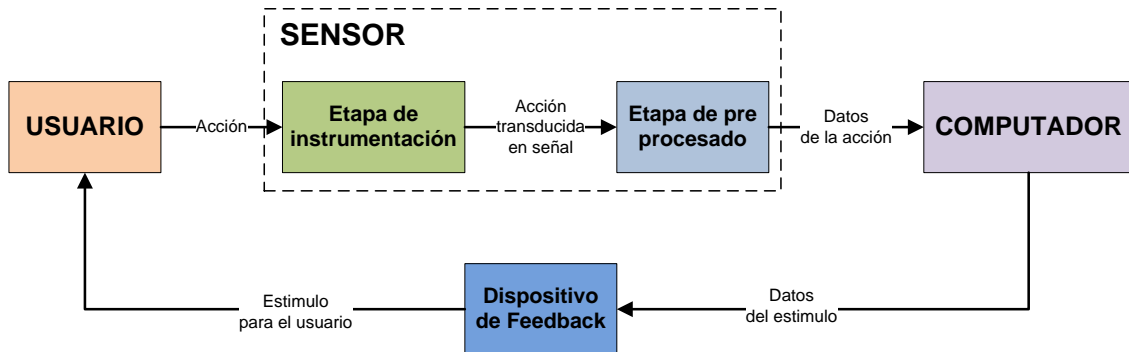 SENSOR
USUARIO
Acción
Etapa de
instrumentación
Acción
transducida
en señal
Etapa de pre
procesado
Datos
de la acción
COMPUTADOR
Estimulo
para el usuario
Dispositivo
de Feedback
Datos
del estimulo